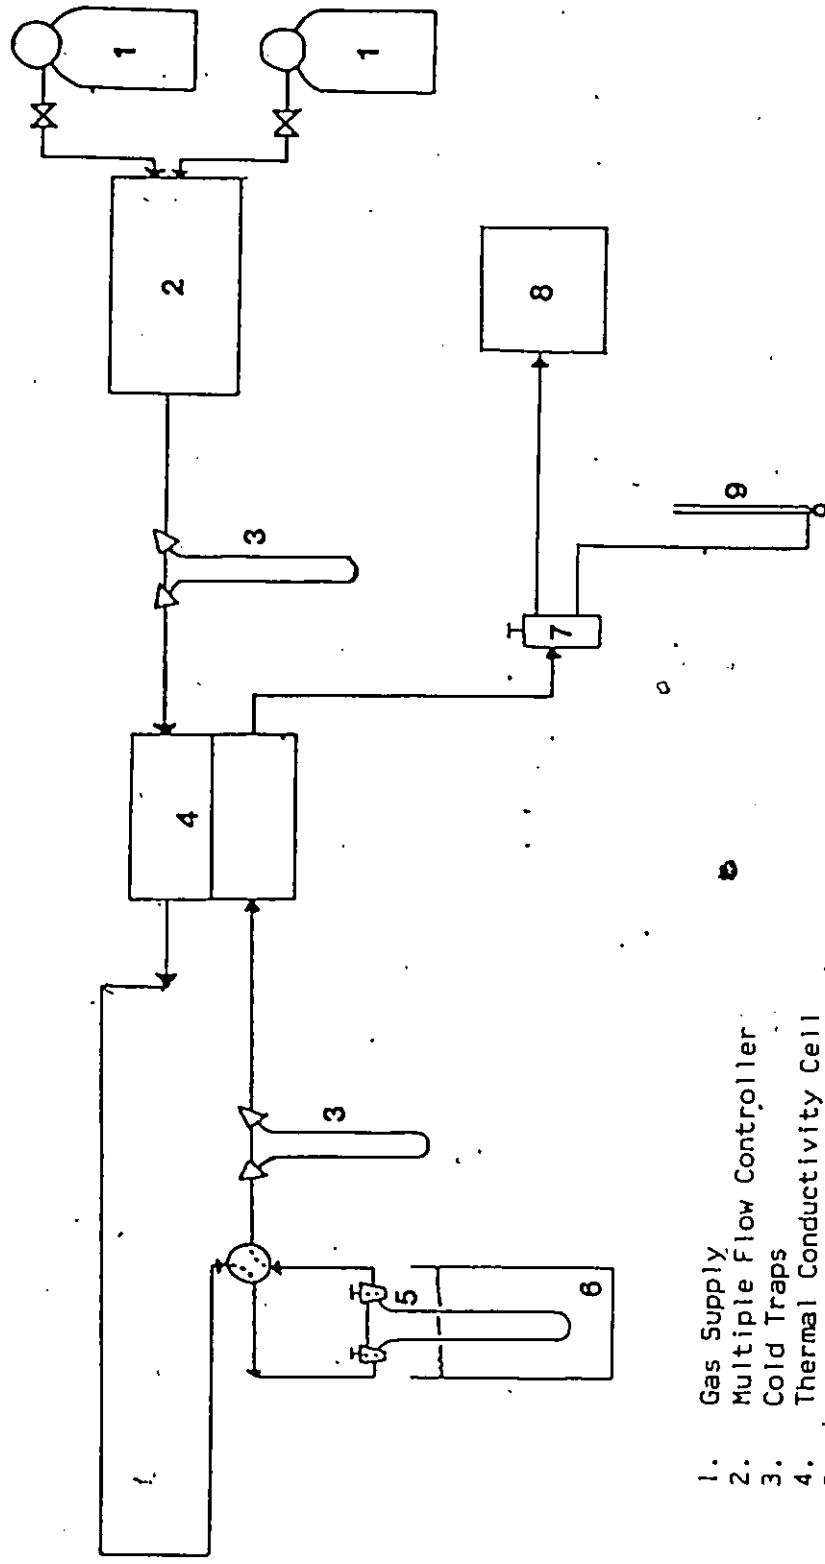 1
1
2
3
4
3
5
6
7
8
9
1. Gas Supply
2. Multiple Flow Controller
3. Cold Traps
4. Thermal Conductivity Cell